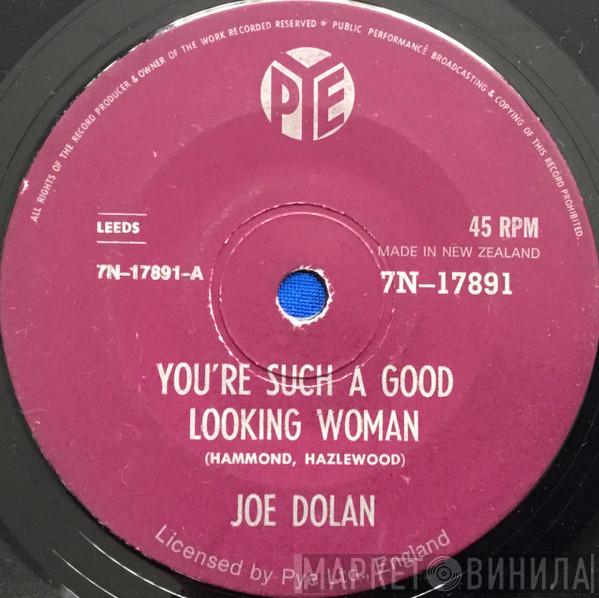 ALL RIGHTS OF THE RECORD PRODUCER & OWNER OF THE WORK RECORDED RESERVED • PUBLIC PERFORMANCE BROADCASTING & COPYING OF THIS RECORD PROHIBITED.
PYE
LEEDS
45 RPM
MADE IN NEW ZEALAND
7N-17891-A
7N-17891
YOU'RE SUCH A GOOD
LOOKING WOMAN
(HAMMOND, HAZLEWOOD)
JOE DOLAN
Licensed by Pye Ltd. England
МАРКЕТ ВИНИЛА